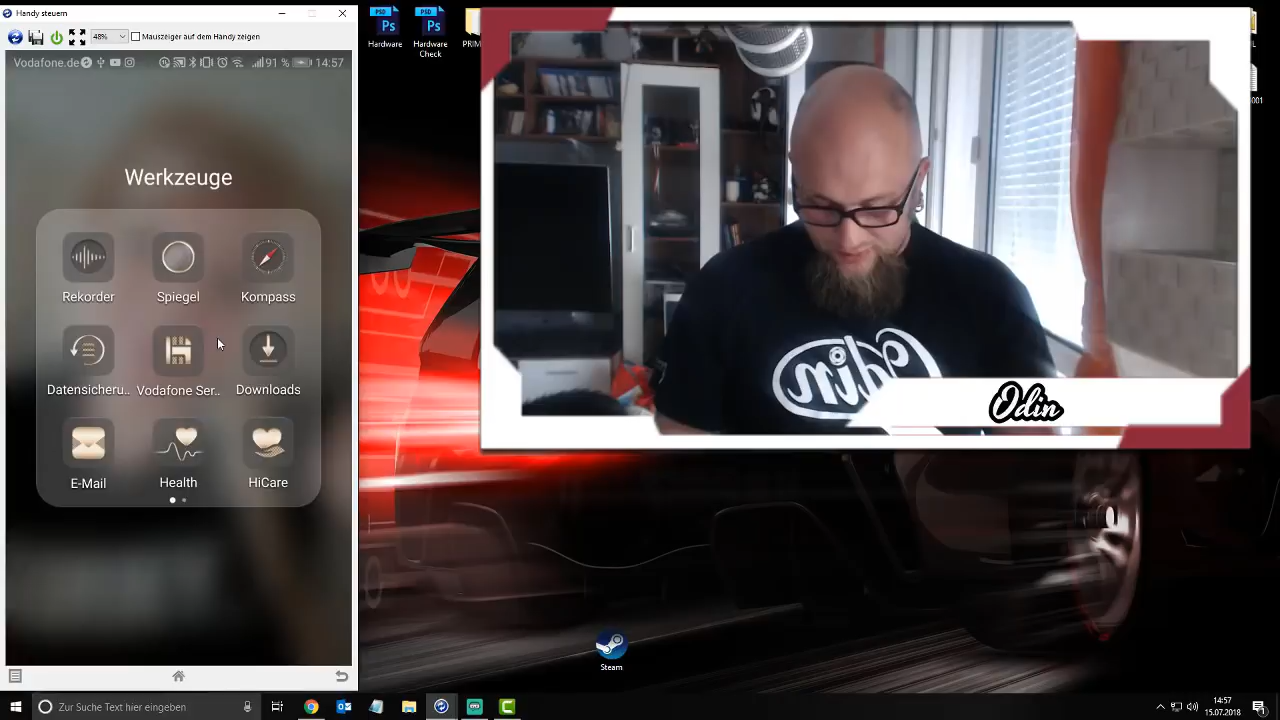 Handy steuern
48%
Mauszeiger auf dem Handy zeigen
Vodafone.de
91 %
14:57
Werkzeuge
Rekorder
Spiegel
Kompass
Datensicheru..
Vodafone Ser..
Downloads
E-Mail
Health
HiCare
Hardware
Hardware
Check
Odin
Odin
Steam
Zur Suche Text hier eingeben
14:57
15.07.2018